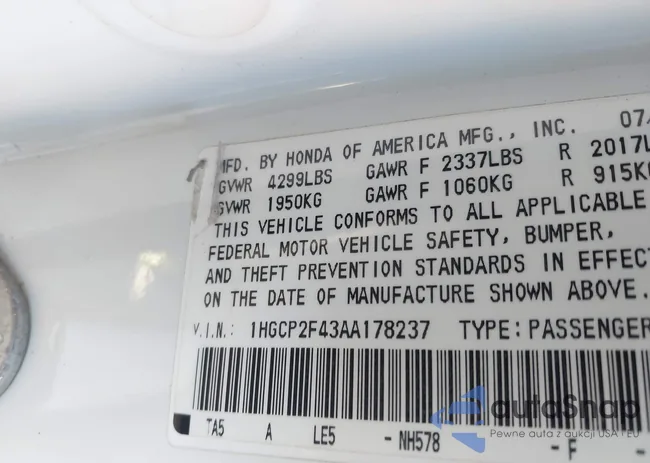 MFD. BY HONDA OF AMERICA MFG., INC. 07/
GVWR 4299LBS GAWR F 2337LBS R 2017L
GVWR 1950KG GAWR F 1060KG R 915KG
THIS VEHICLE CONFORMS TO ALL APPLICABLE
FEDERAL MOTOR VEHICLE SAFETY, BUMPER,
AND THEFT PREVENTION STANDARDS IN EFFECT
ON THE DATE OF MANUFACTURE SHOWN ABOVE.
V.I.N.: 1HGCP2F43AA178237 TYPE: PASSENGER
TA5 A LE5 -NH578 -F -
autoSnap
Pewne auta z aukcji USA i EU